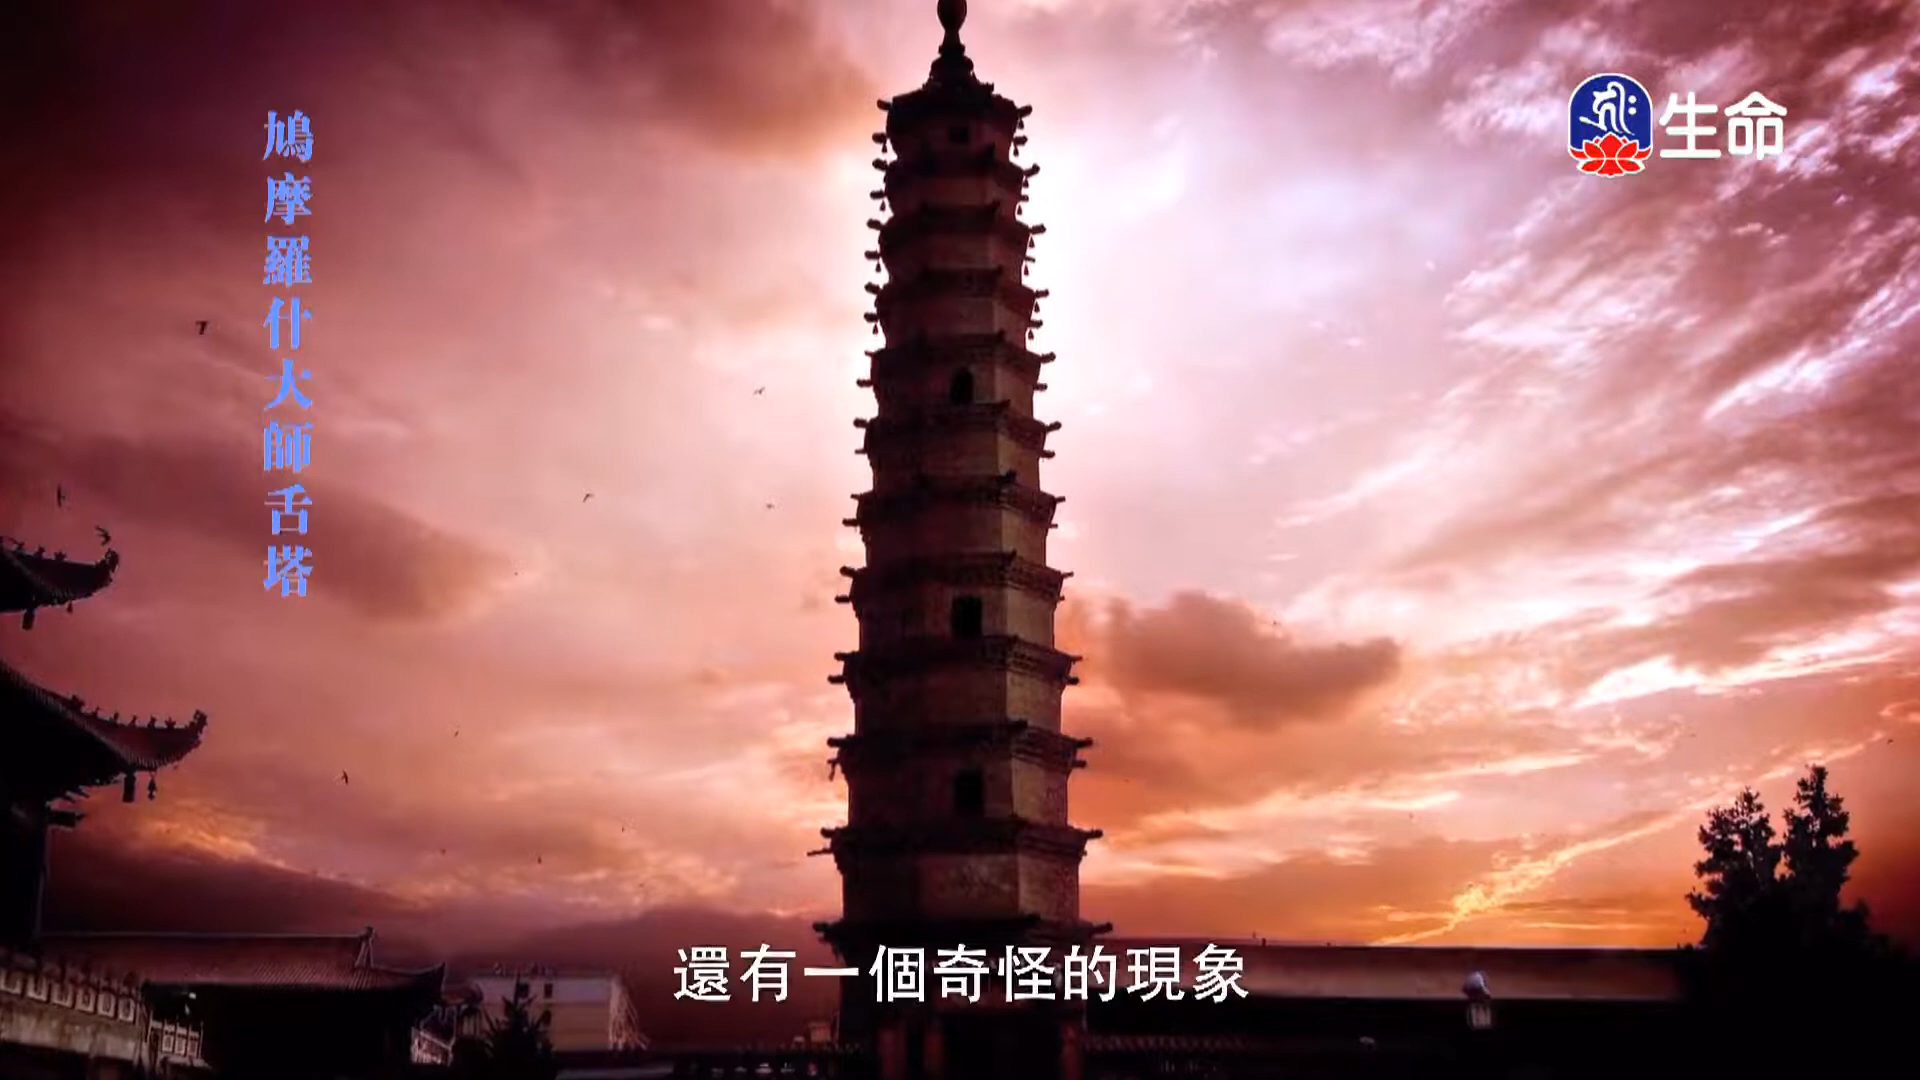 鳩摩羅什大師舌塔
生命
還有一個奇怪的現象